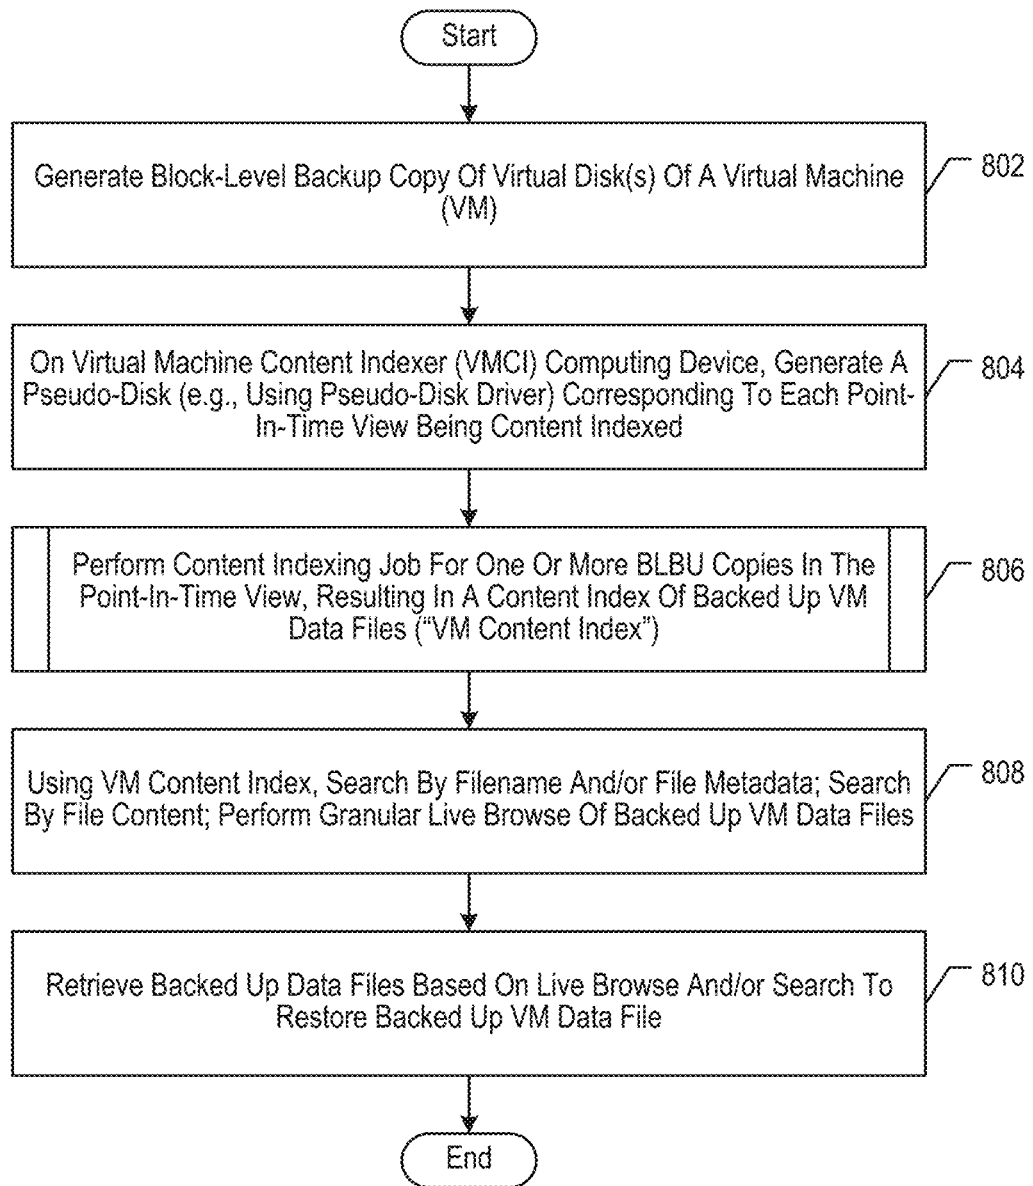 Start
Generate Block-Level Backup Copy Of Virtual Disk(s) Of A Virtual Machine
(VM)
802
On Virtual Machine Content Indexer (VMCI) Computing Device, Generate A
Pseudo-Disk (e.g., Using Pseudo-Disk Driver) Corresponding To Each Point-
In-Time View Being Content Indexed
804
Perform Content Indexing Job For One Or More BLBU Copies In The
Point-In-Time View, Resulting In A Content Index Of Backed Up VM
Data Files (“VM Content Index”)
806
Using VM Content Index, Search By Filename And/or File Metadata; Search
By File Content; Perform Granular Live Browse Of Backed Up VM Data Files
808
Retrieve Backed Up Data Files Based On Live Browse And/or Search To
Restore Backed Up VM Data File
810
End